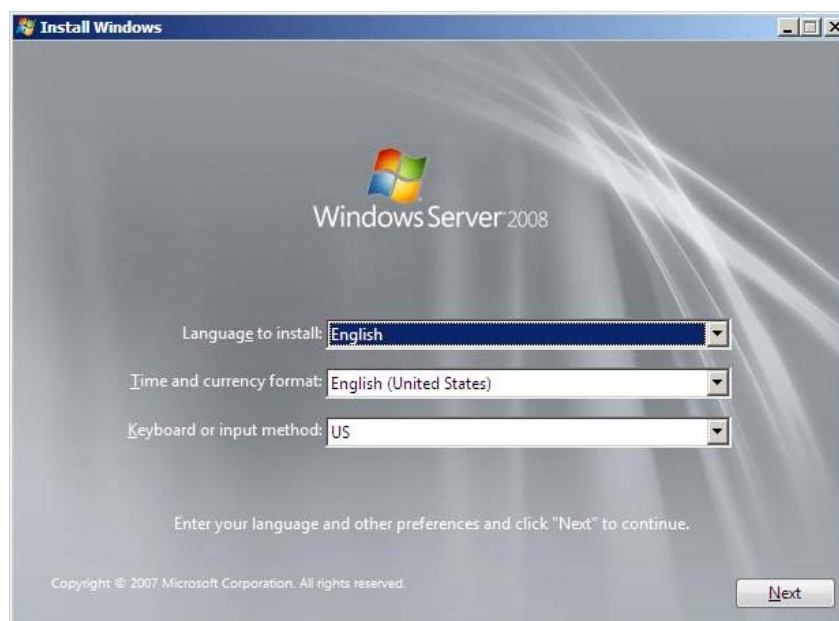 Install Windows
Windows Server 2008
Language to install: English
Time and currency format: English (United States)
Keyboard or input method: US
Enter your language and other preferences and click "Next" to continue.
Copyright © 2007 Microsoft Corporation. All rights reserved.
Next